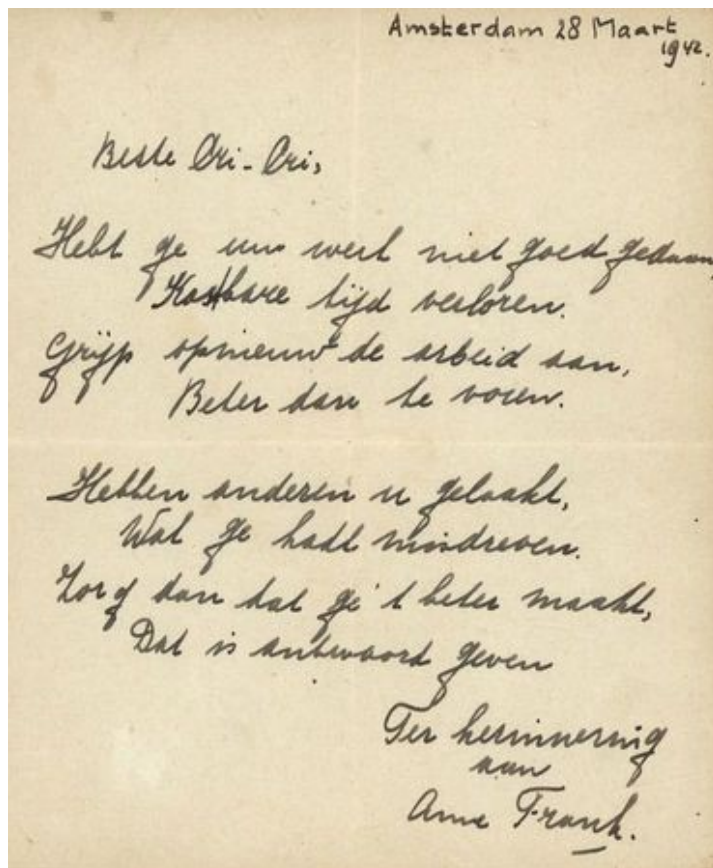 Amsterdam 28 Maart
1942.
Beste Cri-Cri,
Hebt ge uw werk niet goed gedaan,
Kostbare tijd verloren.
Grijp opnieuw de arbeid aan,
Beter dan te voren.
Hebben anderen u gelaakt,
Wat ge hadt misdreven.
Zorg dan dat ge 't beter maakt,
Dat is antwoord geven
Ter herinnering
aan
Anne Frank.